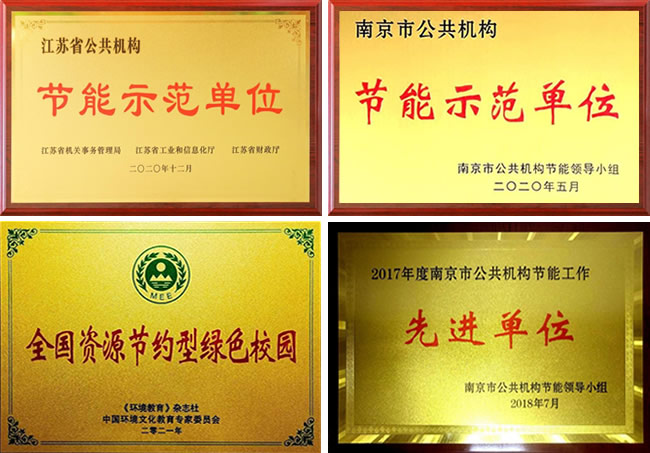 江苏省公共机构
节能示范单位
江苏省机关事务管理局 江苏省工业和信息化厅 江苏省财政厅
二〇二〇年十二月
南京市公共机构
节能示范单位
南京市公共机构节能领导小组
二〇二〇年五月
MEE
全国资源节约型绿色校园
《环境教育》杂志社
中国环境文化教育专家委员会
二零二一年
2017年度南京市公共机构节能工作
先进单位
南京市公共机构节能领导小组
2018年7月